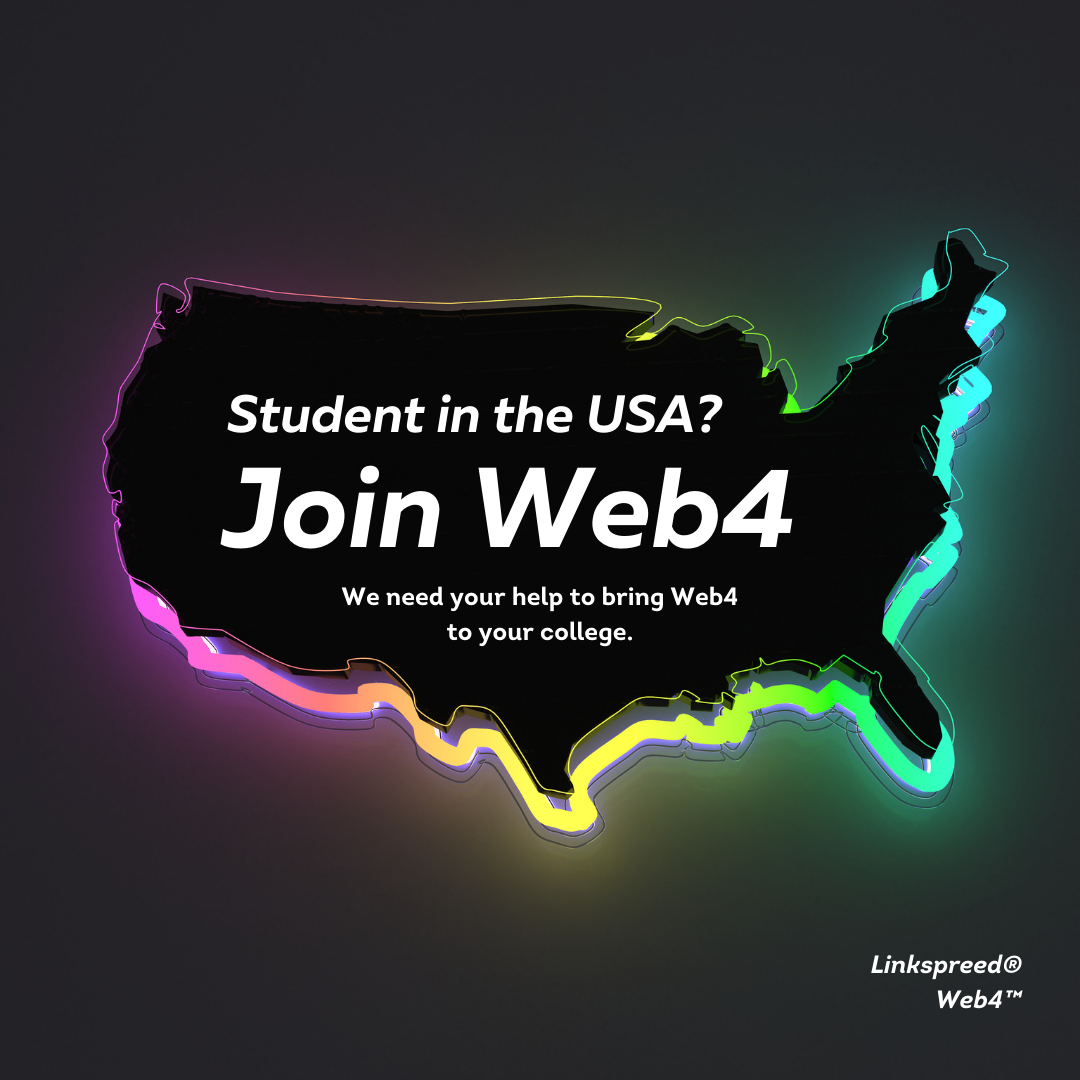 Student in the USA?
Join Web4
We need your help to bring Web4
to your college.
Linkspreed®
Web4™